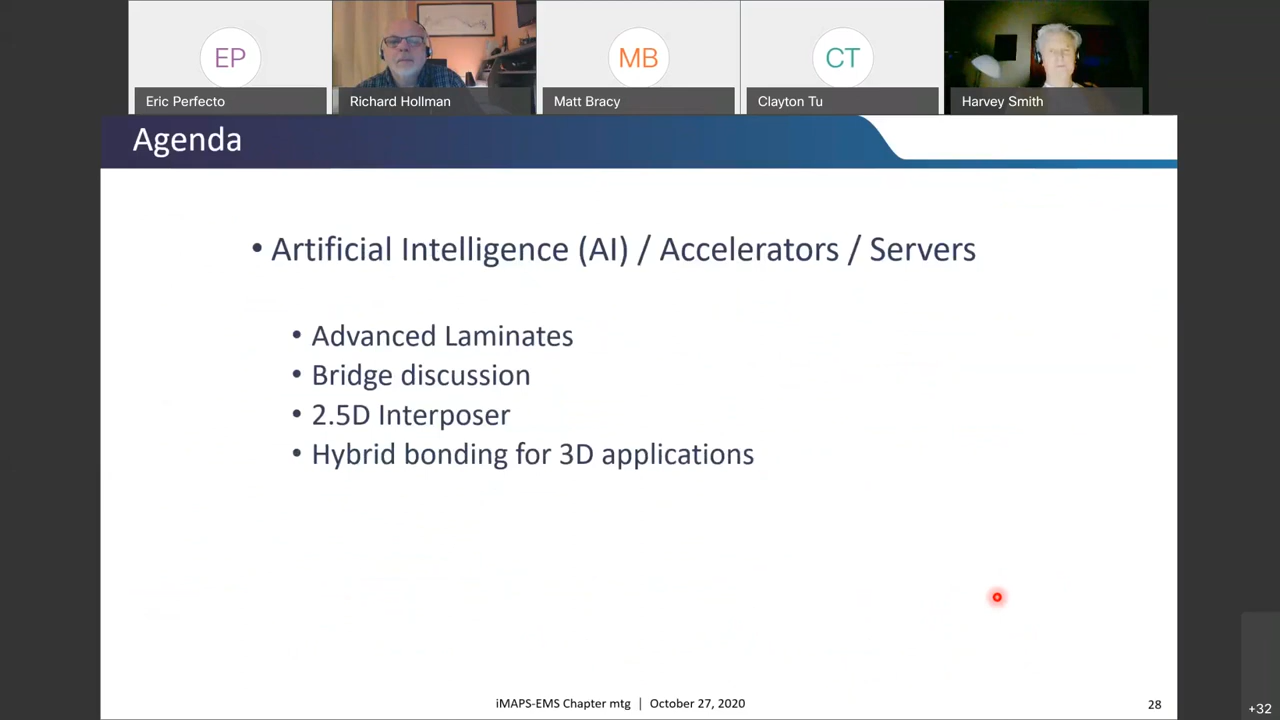 EP
MB
CT
Eric Perfecto
Richard Hollman
Matt Bracy
Clayton Tu
Harvey Smith
Agenda
• Artificial Intelligence (AI) / Accelerators / Servers
• Advanced Laminates
• Bridge discussion
• 2.5D Interposer
• Hybrid bonding for 3D applications
iMAPS-EMS Chapter mtg | October 27, 2020
28
+32